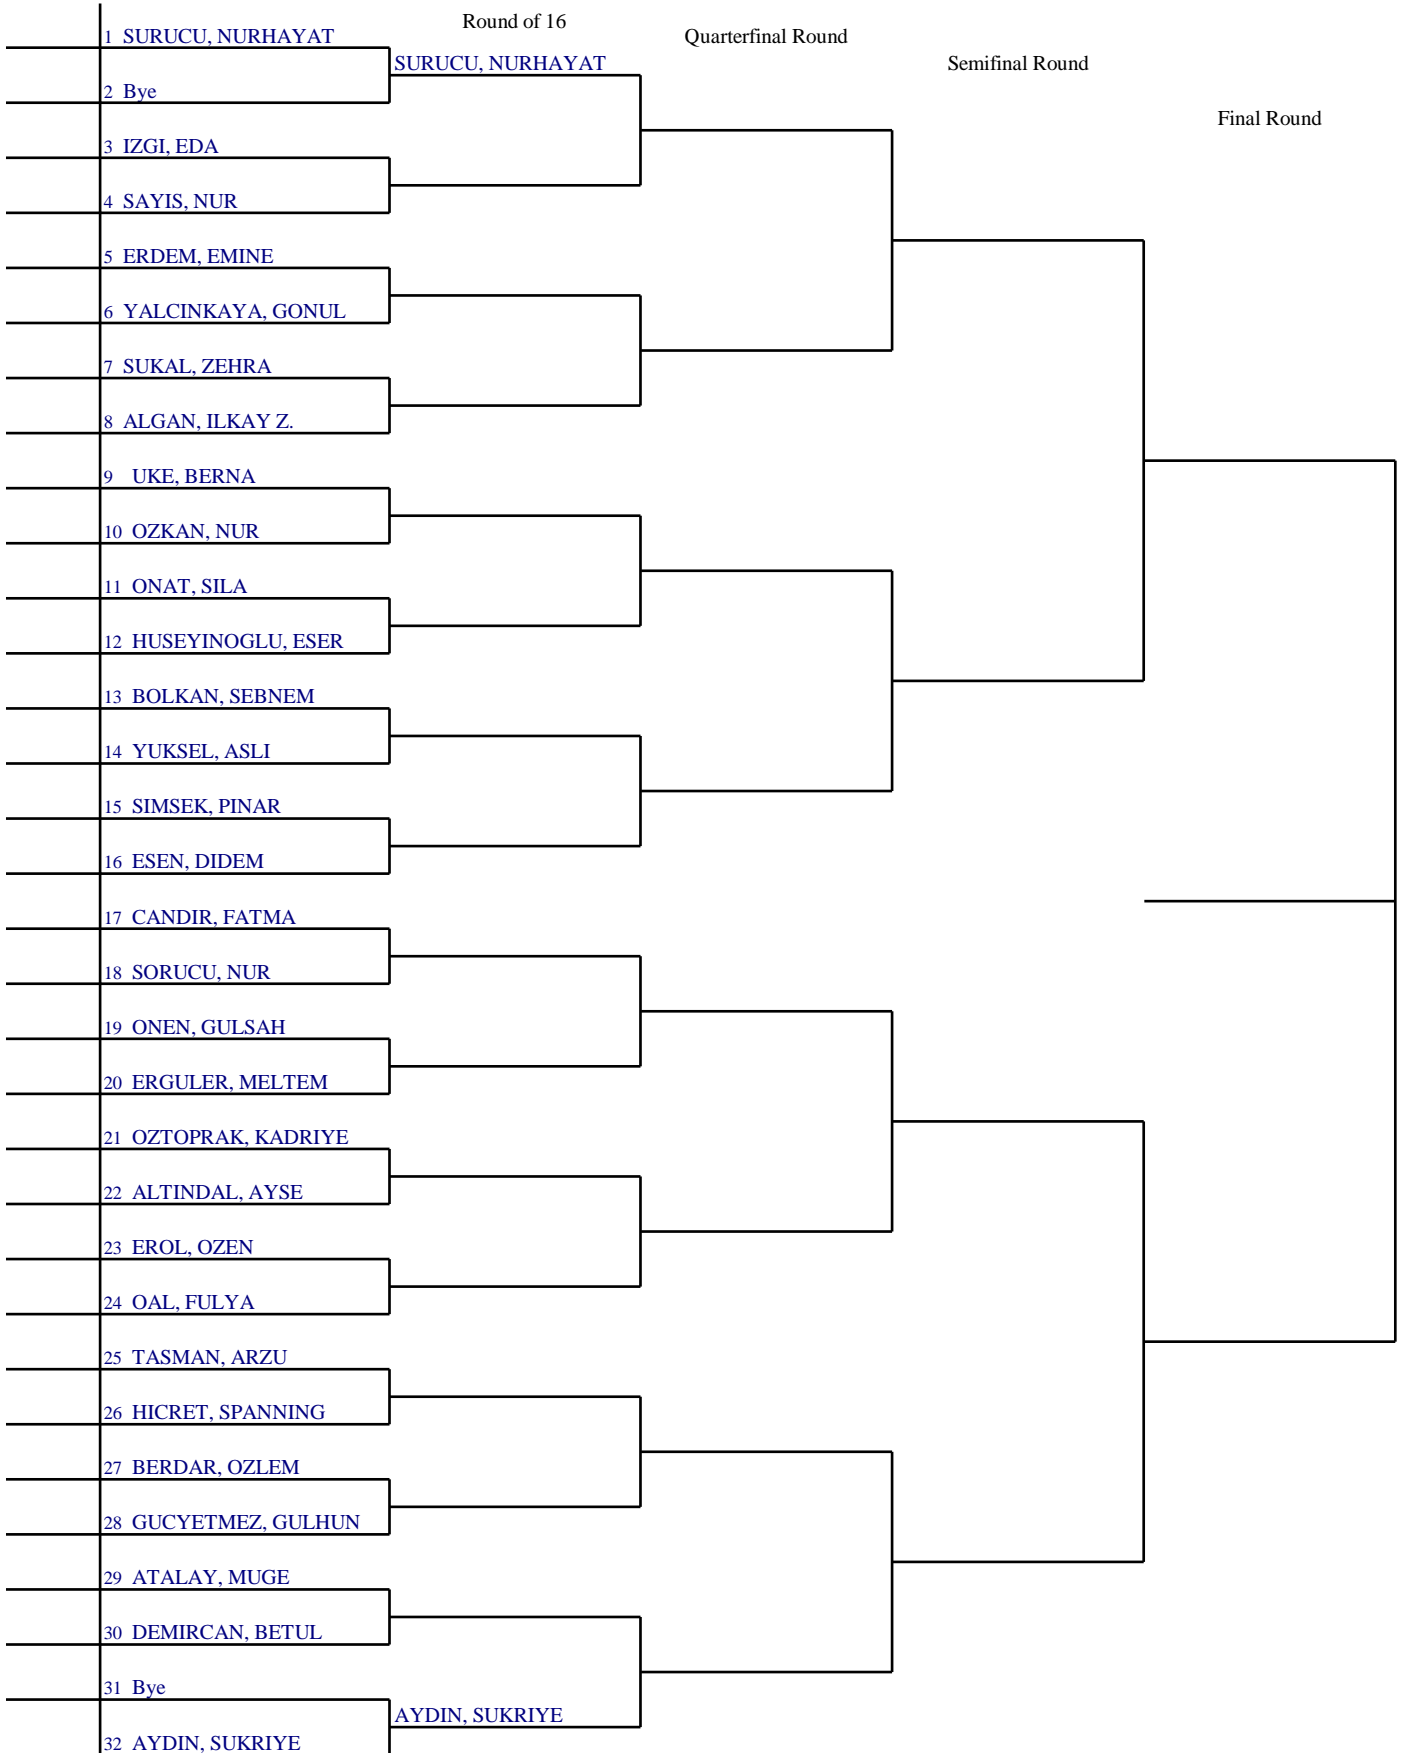 Round of 16
Quarterfinal Round
Semifinal Round
Final Round
1 SURUCU, NURHAYAT
SURUCU, NURHAYAT
2 Bye
3 IZGI, EDA
4 SAYIS, NUR
5 ERDEM, EMINE
6 YALCINKAYA, GONUL
7 SUKAL, ZEHRA
8 ALGAN, ILKAY Z.
9 UKE, BERNA
10 OZKAN, NUR
11 ONAT, SILA
12 HUSEYINOGLU, ESER
13 BOLKAN, SEBNEM
14 YUKSEL, ASLI
15 SIMSEK, PINAR
16 ESEN, DIDEM
17 CANDIR, FATMA
18 SORUCU, NUR
19 ONEN, GULSAH
20 ERGULER, MELTEM
21 OZTOPRAK, KADRIYE
22 ALTINDAL, AYSE
23 EROL, OZEN
24 OAL, FULYA
25 TASMAN, ARZU
26 HICRET, SPANNING
27 BERDAR, OZLEM
28 GUCYETMEZ, GULHUN
29 ATALAY, MUGE
30 DEMIRCAN, BETUL
31 Bye
AYDIN, SUKRIYE
32 AYDIN, SUKRIYE